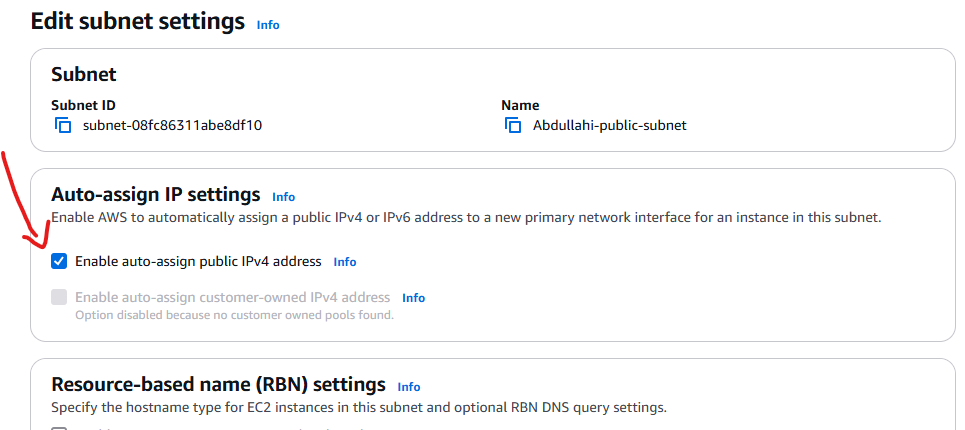 Edit subnet settings Info
Subnet
Subnet ID Name
subnet-08fc86311abe8df10 Abdullahi-public-subnet
Auto-assign IP settings Info
Enable AWS to automatically assign a public IPv4 or IPv6 address to a new primary network interface for an instance in this subnet.
Enable auto-assign public IPv4 address Info
Enable auto-assign customer-owned IPv4 address Info
Option disabled because no customer owned pools found.
Resource-based name (RBN) settings Info
Specify the hostname type for EC2 instances in this subnet and optional RBN DNS query settings.